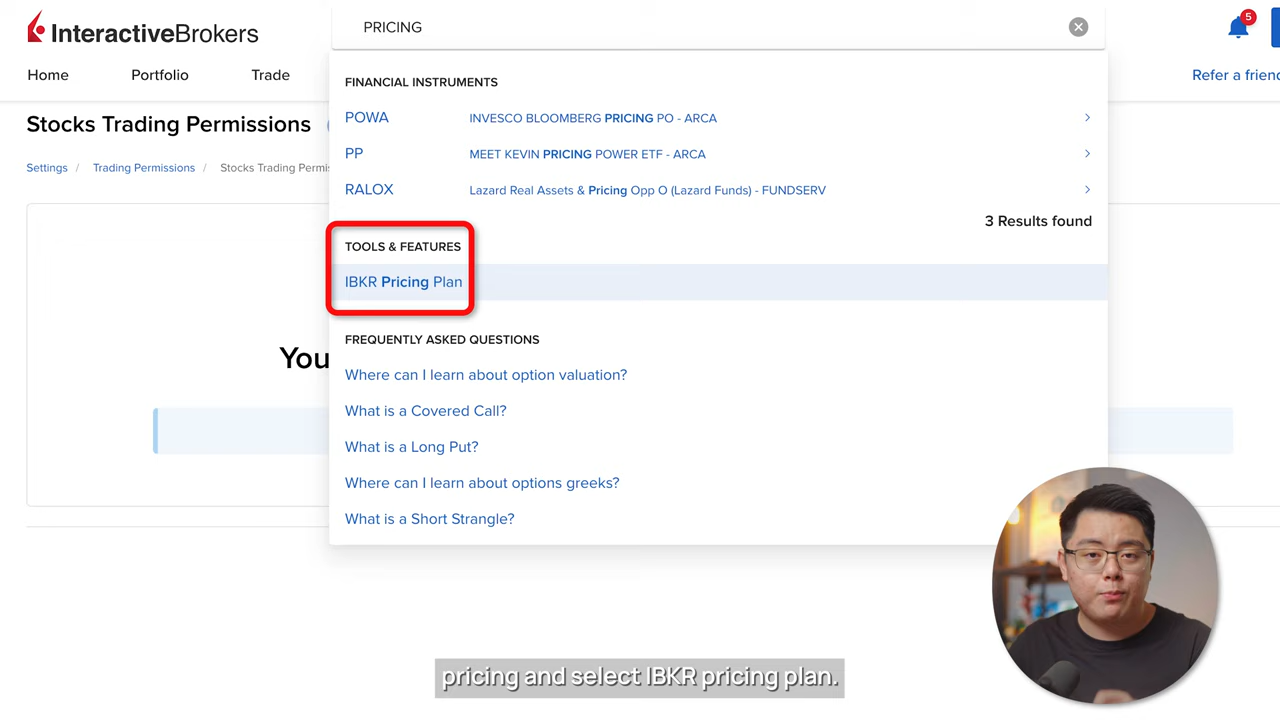 InteractiveBrokers
PRICING
5
Home
Portfolio
Trade
Refer a frien
Stocks Trading Permissions
Settings / Trading Permissions / Stocks Trading Permis
FINANCIAL INSTRUMENTS
POWA INVESCO BLOOMBERG PRICING PO - ARCA
PP MEET KEVIN PRICING POWER ETF - ARCA
RALOX Lazard Real Assets & Pricing Opp O (Lazard Funds) - FUNDSERV
3 Results found
TOOLS & FEATURES
IBKR Pricing Plan
FREQUENTLY ASKED QUESTIONS
You
Where can I learn about option valuation?
What is a Covered Call?
What is a Long Put?
Where can I learn about options greeks?
What is a Short Strangle?
pricing and select IBKR pricing plan.